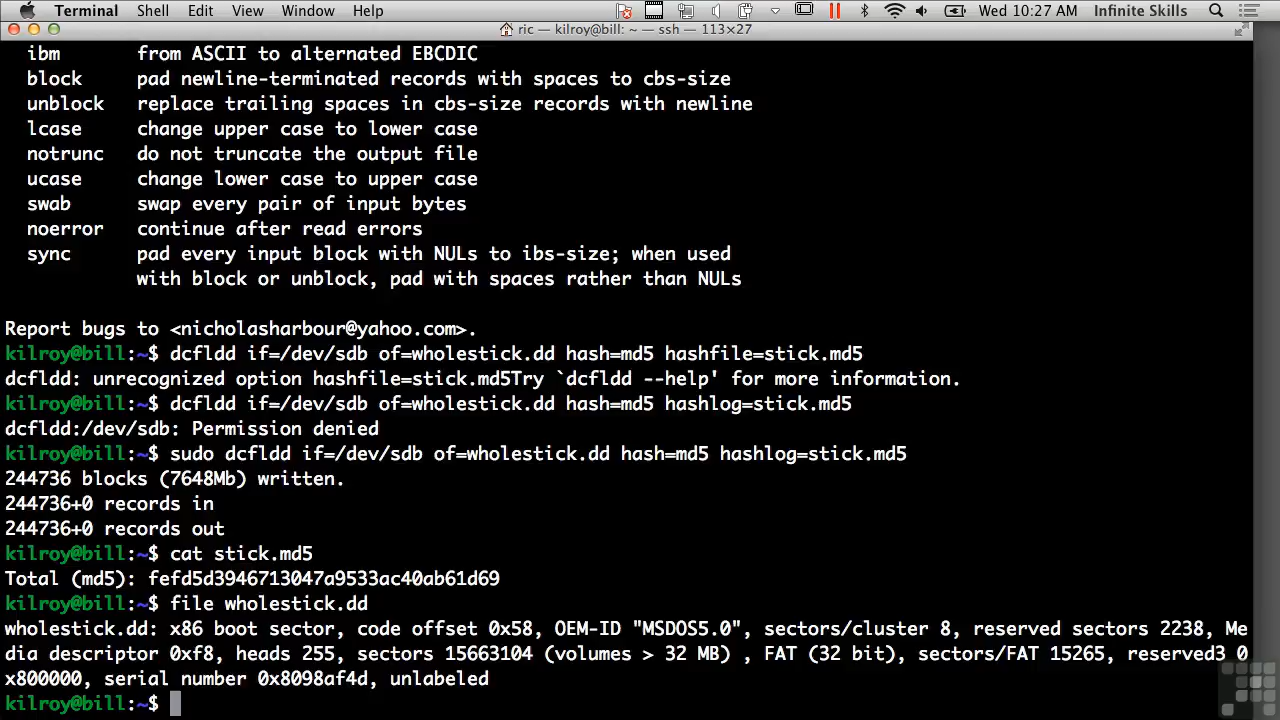 Terminal Shell Edit View Window Help Wed 10:27 AM Infinite Skills
ric — kilroy@bill: ~ — ssh — 113×27
ibm from ASCII to alternated EBCDIC
block pad newline-terminated records with spaces to cbs-size
unblock replace trailing spaces in cbs-size records with newline
lcase change upper case to lower case
notrunc do not truncate the output file
ucase change lower case to upper case
swab swap every pair of input bytes
noerror continue after read errors
sync pad every input block with NULs to ibs-size; when used
with block or unblock, pad with spaces rather than NULs
Report bugs to <nicholasharbour@yahoo.com>.
kilroy@bill:~$ dcfldd if=/dev/sdb of=wholestick.dd hash=md5 hashfile=stick.md5
dcfldd: unrecognized option hashfile=stick.md5Try `dcfldd --help' for more information.
kilroy@bill:~$ dcfldd if=/dev/sdb of=wholestick.dd hash=md5 hashlog=stick.md5
dcfldd:/dev/sdb: Permission denied
kilroy@bill:~$ sudo dcfldd if=/dev/sdb of=wholestick.dd hash=md5 hashlog=stick.md5
244736 blocks (7648Mb) written.
244736+0 records in
244736+0 records out
kilroy@bill:~$ cat stick.md5
Total (md5): fefd5d3946713047a9533ac40ab61d69
kilroy@bill:~$ file wholestick.dd
wholestick.dd: x86 boot sector, code offset 0x58, OEM-ID "MSDOS5.0", sectors/cluster 8, reserved sectors 2238, Me
dia descriptor 0xf8, heads 255, sectors 15663104 (volumes > 32 MB) , FAT (32 bit), sectors/FAT 15265, reserved3 0
x800000, serial number 0x8098af4d, unlabeled
kilroy@bill:~$